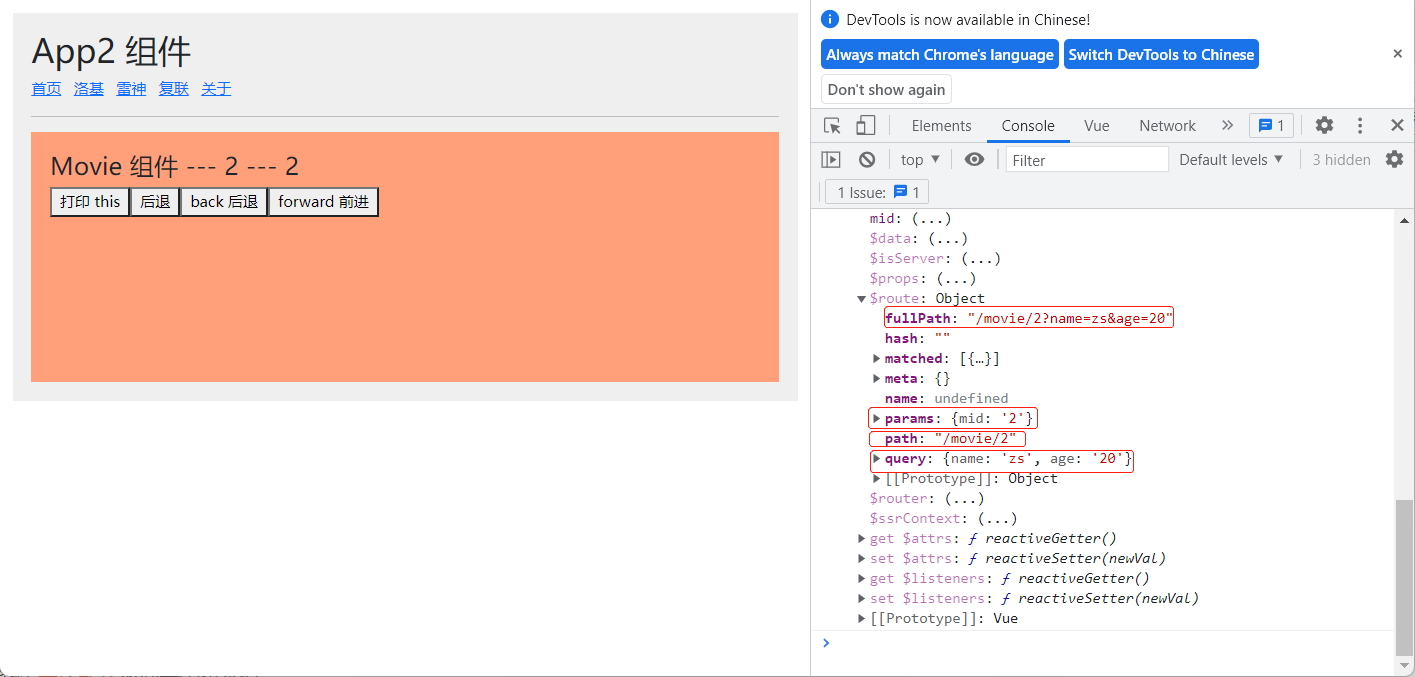 App2 组件
首页 洛基 雷神 复联 关于
Movie 组件 --- 2 --- 2
打印 this 后退 back 后退 forward 前进
DevTools is now available in Chinese!
Always match Chrome's language Switch DevTools to Chinese
Don't show again
Elements Console Vue Network 1
top Filter Default levels 3 hidden
1 Issue: 1
mid: (...)
$data: (...)
$isServer: (...)
$props: (...)
$route: Object
fullPath: "/movie/2?name=zs&age=20"
hash: ""
matched: [{…}]
meta: {}
name: undefined
params: {mid: '2'}
path: "/movie/2"
query: {name: 'zs', age: '20'}
[[Prototype]]: Object
$router: (...)
$ssrContext: (...)
get $attrs: ƒ reactiveGetter()
set $attrs: ƒ reactiveSetter(newVal)
get $listeners: ƒ reactiveGetter()
set $listeners: ƒ reactiveSetter(newVal)
[[Prototype]]: Vue